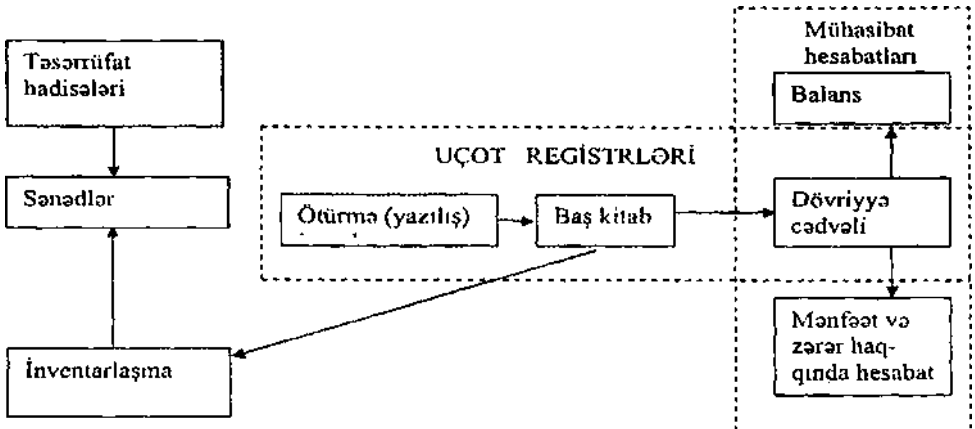 Təsərrüfat
hadisələri
Sənədlər
İnventarlaşma
UÇOT REGİSTRLƏRİ
Ötürmə (yazılış)
Baş kitab
Mühasibat
hesabatları
Balans
Dövriyyə
cədvəli
Mənfəət və
zərər haq-
qında hesabat